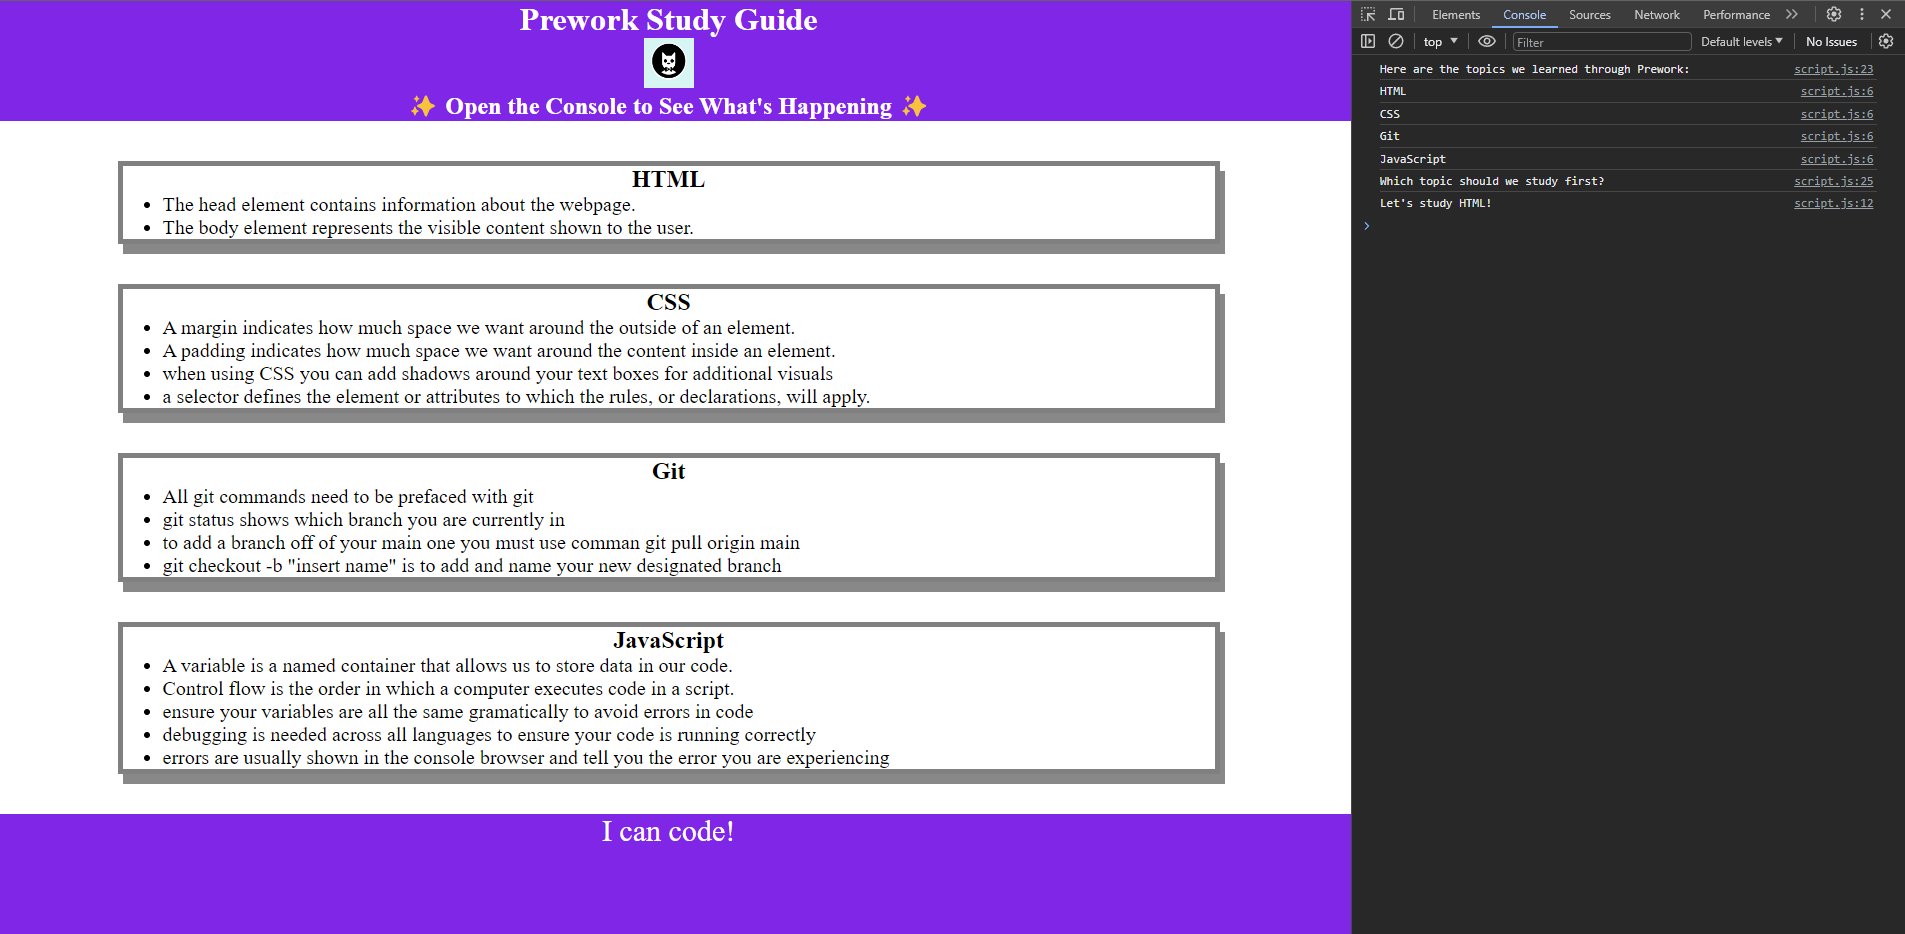 Prework Study Guide
✨ Open the Console to See What's Happening ✨
HTML
• The head element contains information about the webpage.
• The body element represents the visible content shown to the user.
CSS
• A margin indicates how much space we want around the outside of an element.
• A padding indicates how much space we want around the content inside an element.
• when using CSS you can add shadows around your text boxes for additional visuals
• a selector defines the element or attributes to which the rules, or declarations, will apply.
Git
• All git commands need to be prefaced with git
• git status shows which branch you are currently in
• to add a branch off of your main one you must use comman git pull origin main
• git checkout -b "insert name" is to add and name your new designated branch
JavaScript
• A variable is a named container that allows us to store data in our code.
• Control flow is the order in which a computer executes code in a script.
• ensure your variables are all the same gramatically to avoid errors in code
• debugging is needed across all languages to ensure your code is running correctly
• errors are usually shown in the console browser and tell you the error you are experiencing
I can code!
Elements Console Sources Network Performance
top Filter Default levels No Issues
Here are the topics we learned through Prework: script.js:23
HTML script.js:6
CSS script.js:6
Git script.js:6
JavaScript script.js:6
Which topic should we study first? script.js:25
Let's study HTML! script.js:12